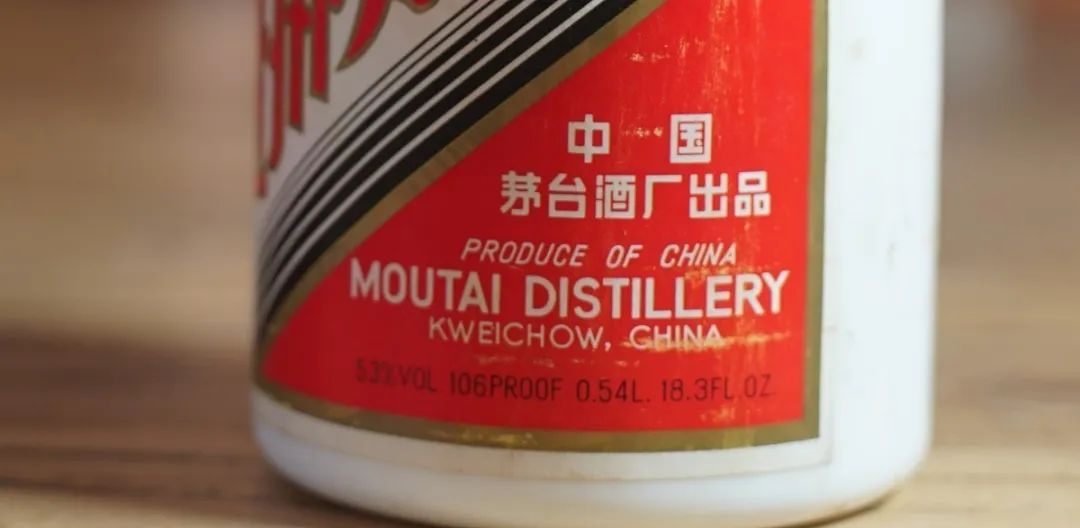 中国
茅台酒厂出品
PRODUCE OF CHINA
MOUTAI DISTILLERY
KWEICHOW, CHINA
53% VOL. 106PROOF 0.54L. 18.3FL.OZ.